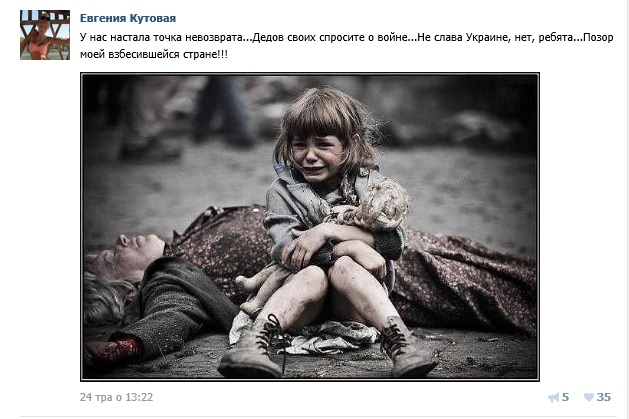 Евгения Кутовая
У нас настала точка невозврата...Дедов своих спросите о войне...Не слава Украине, нет, ребята...Позор
моей взбесившейся стране!!!
24 тра о 13:22
5
35